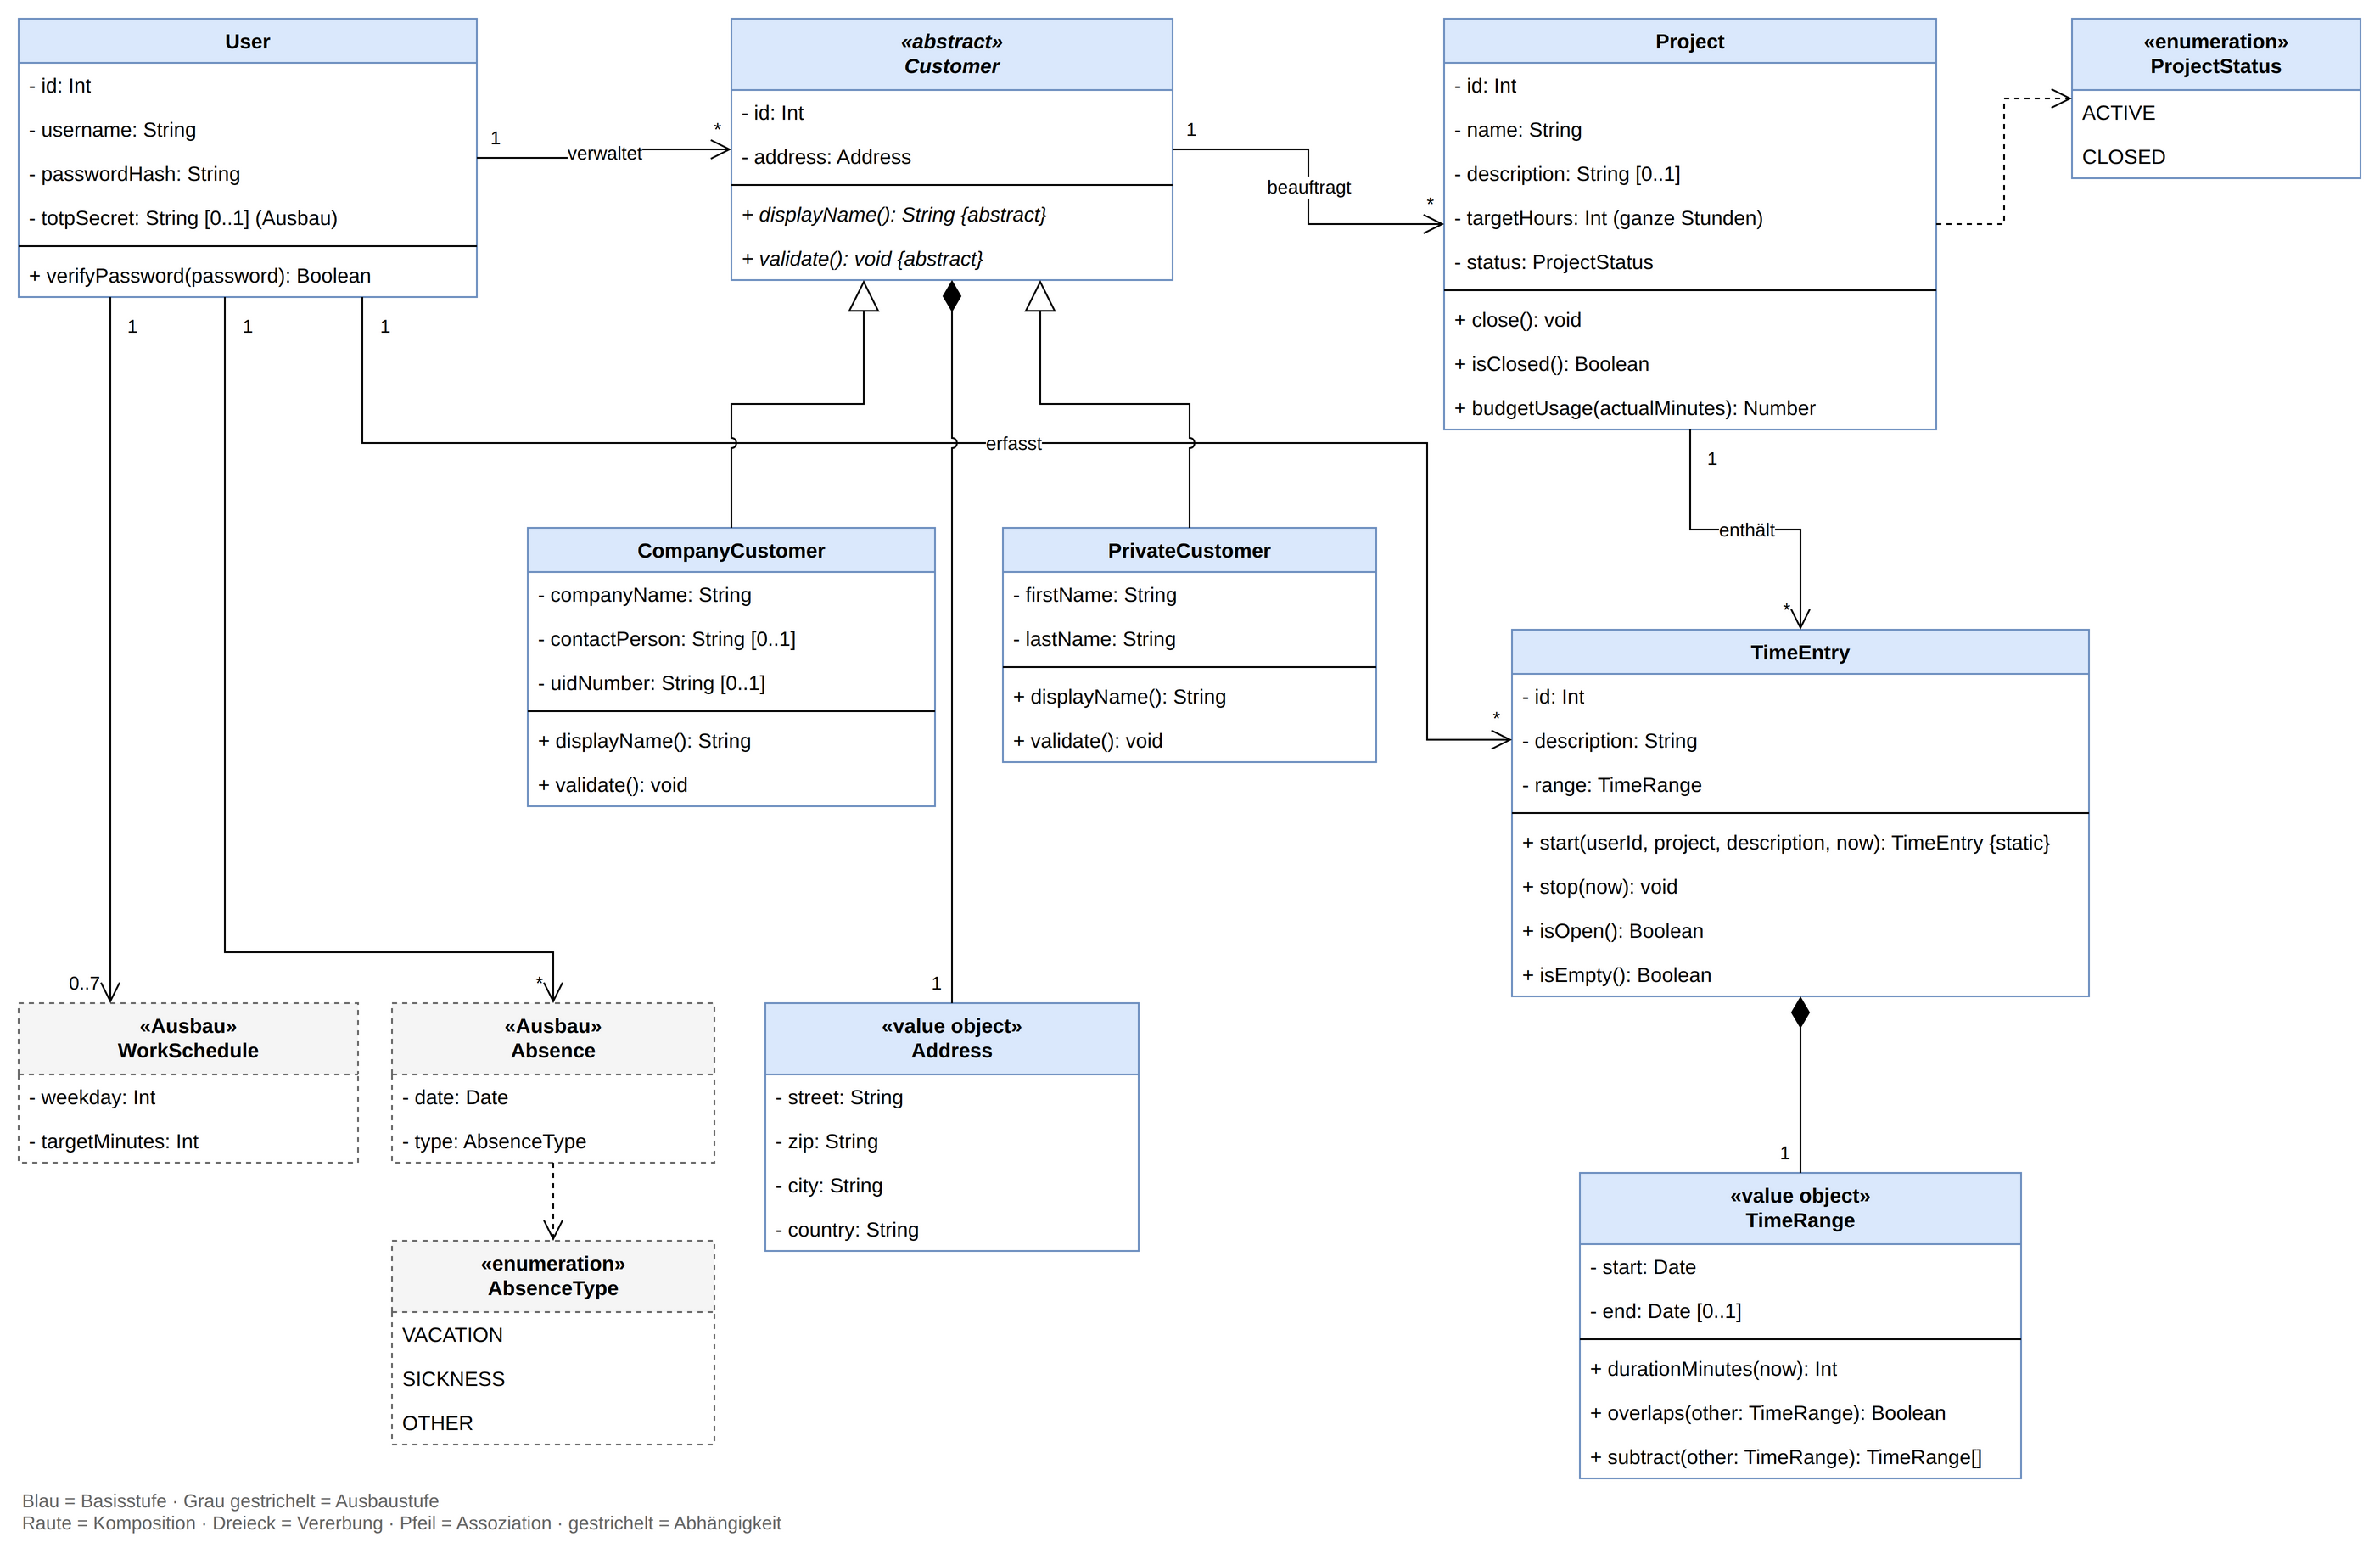 User
- id: Int
- username: String
- passwordHash: String
- totpSecret: String [0..1] (Ausbau)
+ verifyPassword(password): Boolean
1
verwaltet
*
«abstract»
Customer
- id: Int
- address: Address
+ displayName(): String {abstract}
+ validate(): void {abstract}
1
beauftragt
*
Project
- id: Int
- name: String
- description: String [0..1]
- targetHours: Int (ganze Stunden)
- status: ProjectStatus
+ close(): void
+ isClosed(): Boolean
+ budgetUsage(actualMinutes): Number
«enumeration»
ProjectStatus
ACTIVE
CLOSED
1
1
1
erfasst
*
1
enthält
*
CompanyCustomer
- companyName: String
- contactPerson: String [0..1]
- uidNumber: String [0..1]
+ displayName(): String
+ validate(): void
PrivateCustomer
- firstName: String
- lastName: String
+ displayName(): String
+ validate(): void
TimeEntry
- id: Int
- description: String
- range: TimeRange
+ start(userId, project, description, now): TimeEntry {static}
+ stop(now): void
+ isOpen(): Boolean
+ isEmpty(): Boolean
0..7
*
1
«Ausbau»
WorkSchedule
- weekday: Int
- targetMinutes: Int
«Ausbau»
Absence
- date: Date
- type: AbsenceType
«value object»
Address
- street: String
- zip: String
- city: String
- country: String
«enumeration»
AbsenceType
VACATION
SICKNESS
OTHER
1
«value object»
TimeRange
- start: Date
- end: Date [0..1]
+ durationMinutes(now): Int
+ overlaps(other: TimeRange): Boolean
+ subtract(other: TimeRange): TimeRange[]
Blau = Basisstufe · Grau gestrichelt = Ausbaustufe
Raute = Komposition · Dreieck = Vererbung · Pfeil = Assoziation · gestrichelt = Abhängigkeit